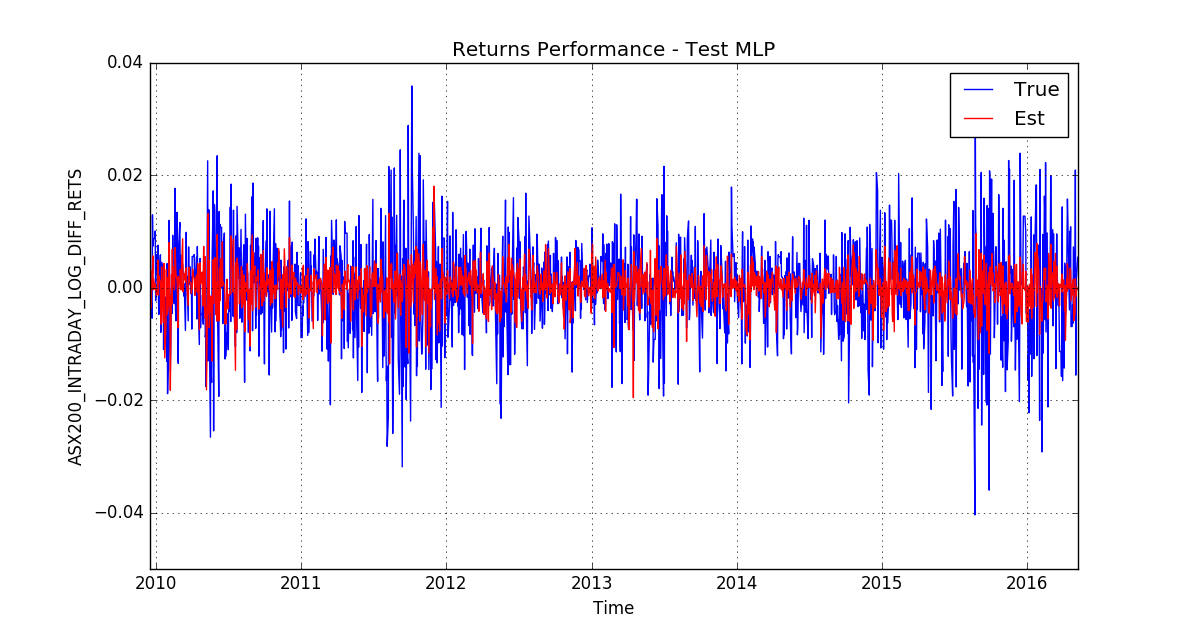 Returns Performance - Test MLP
True
Est
0.04
0.02
0.00
−0.02
−0.04
ASX200_INTRADAY_LOG_DIFF_RETS
2010 2011 2012 2013 2014 2015 2016
Time